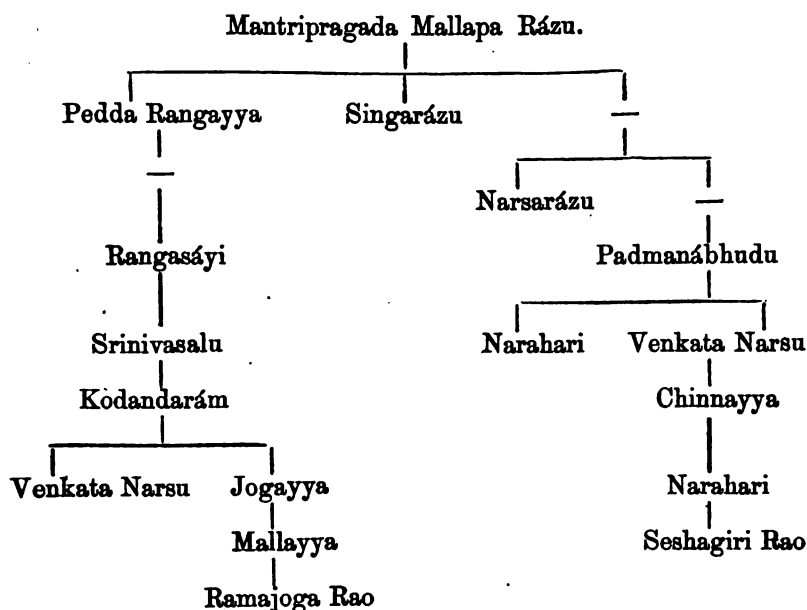 Mantripragada Mallapa Rázu.
Pedda Rangayya Singarázu —
— Narsarázu —
Rangasáyi Padmanábhudu
Srinivasalu Narahari Venkata Narsu
Kòdandarám Chinnayya
Venkata Narsu Jogayya Narahari
Mallayya Seshagiri Rao
Ramajoga Rao